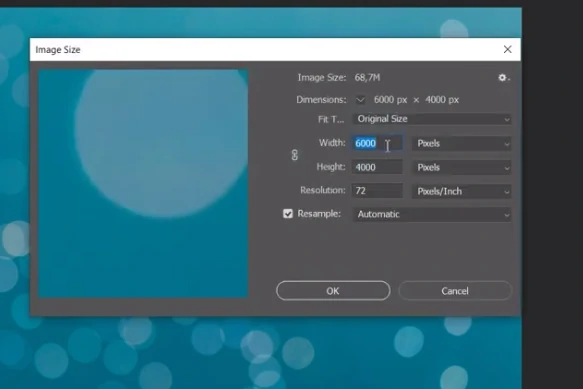 Image Size
Image Size: 68,7M
Dimensions: 6000 px × 4000 px
Fit T... Original Size
Width: 6000 Pixels
Height: 4000 Pixels
Resolution: 72 Pixels/Inch
Resample: Automatic
OK Cancel